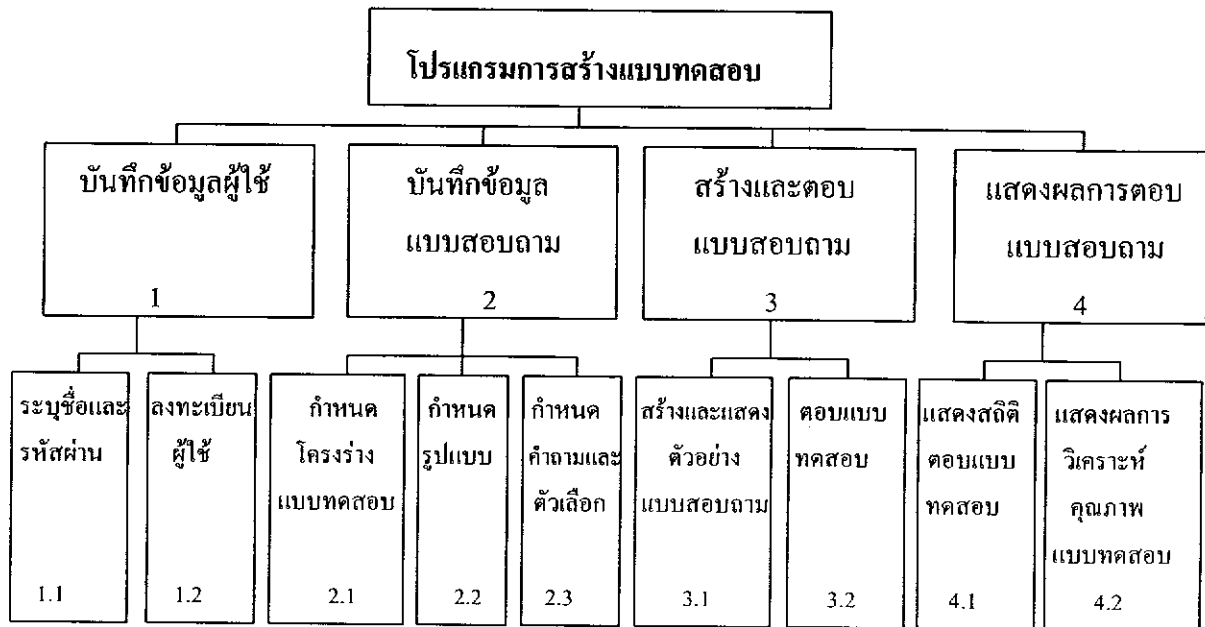 โปรแกรมการสร้างแบบทดสอบ
บันทึกข้อมูลผู้ใช้
1
บันทึกข้อมูล
แบบสอบถาม
2
สร้างและตอบ
แบบสอบถาม
3
แสดงผลการตอบ
แบบสอบถาม
4
ระบุชื่อและ
รหัสผ่าน
1.1
ลงทะเบียน
ผู้ใช้
1.2
กำหนด
โครงร่าง
แบบทดสอบ
2.1
กำหนด
รูปแบบ
2.2
กำหนด
คำถามและ
ตัวเลือก
2.3
สร้างและแสดง
ตัวอย่าง
แบบสอบถาม
3.1
ตอบแบบ
ทดสอบ
3.2
แสดงสถิติ
ตอบแบบ
ทดสอบ
4.1
แสดงผลการ
วิเคราะห์
คุณภาพ
แบบทดสอบ
4.2